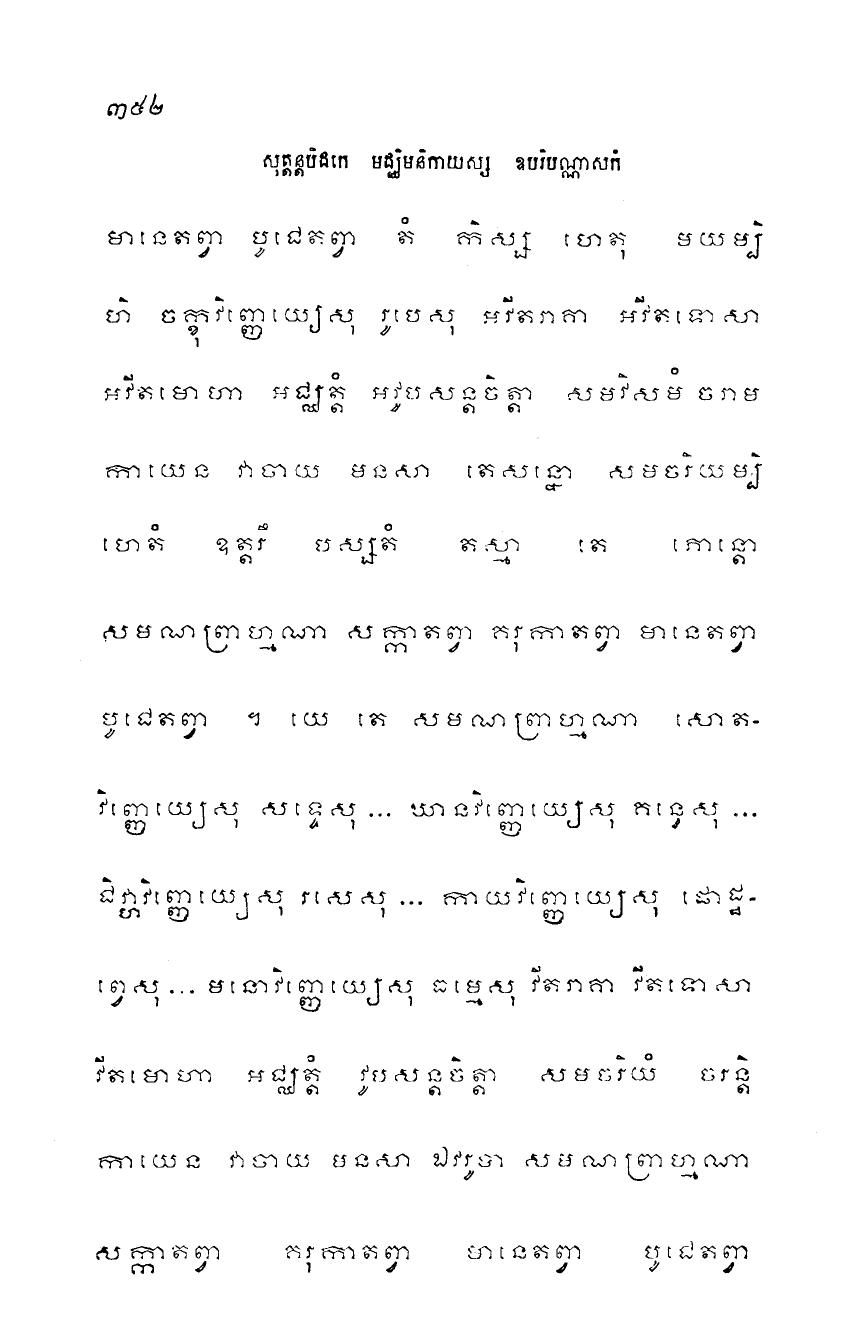 ៣៥២
សុត្តន្តបិដកេ មជ្ឈិមនិកាយស្ស ឧបរិបណ្ណាសកំ
មានេតព្វា បូជេតព្វា តំ កិស្ស ហេតុ មយម្បិ
ហិ ចក្ខុវិញ្ញេយ្យេសុ រូបេសុ អវីតរាគា អវីតទោសា
អវីតមោហា អជ្ឈត្តំ អវូបសន្តចិត្តា សមវិសមំ ចរាម
កាយេន វាចាយ មនសា តេសន្នោ សមចរិយម្បិ
ហេតំ ឧត្តរឹ បស្សតំ តស្មា តេ ភោន្តោ
សមណព្រាហ្មណា សក្កាតព្វា គរុកាតព្វា មានេតព្វា
បូជេតព្វា ។ យេ តេ សមណព្រាហ្មណា សោត-
វិញ្ញេយ្យេសុ សទ្ទេសុ... ឃានវិញ្ញេយ្យេសុ គន្ធេសុ...
ជិវ្ហាវិញ្ញេយ្យេសុ រសេសុ... កាយវិញ្ញេយ្យេសុ ផោដ្ឋ-
ព្វេសុ... មនោវិញ្ញេយ្យេសុ ធម្មេសុ វីតរាគា វីតទោសា
វីតមោហា អជ្ឈត្តំ វូបសន្តចិត្តា សមចរិយំ ចរន្តិ
កាយេន វាចាយ មនសា ឯវរូបា សមណព្រាហ្មណា
សក្កាតព្វា គរុកាតព្វា មានេតព្វា បូជេតព្វា